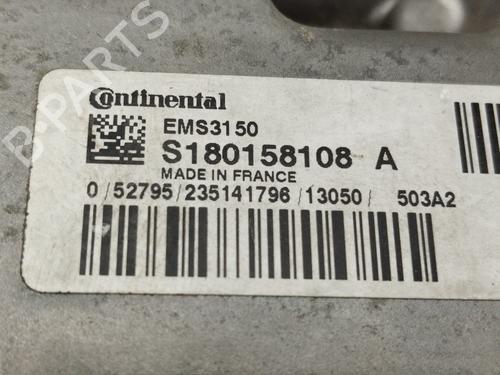 Continental
EMS3150
S180158108 A
MADE IN FRANCE
0/52795/235141796/13050/ 503A2
B-PARTS